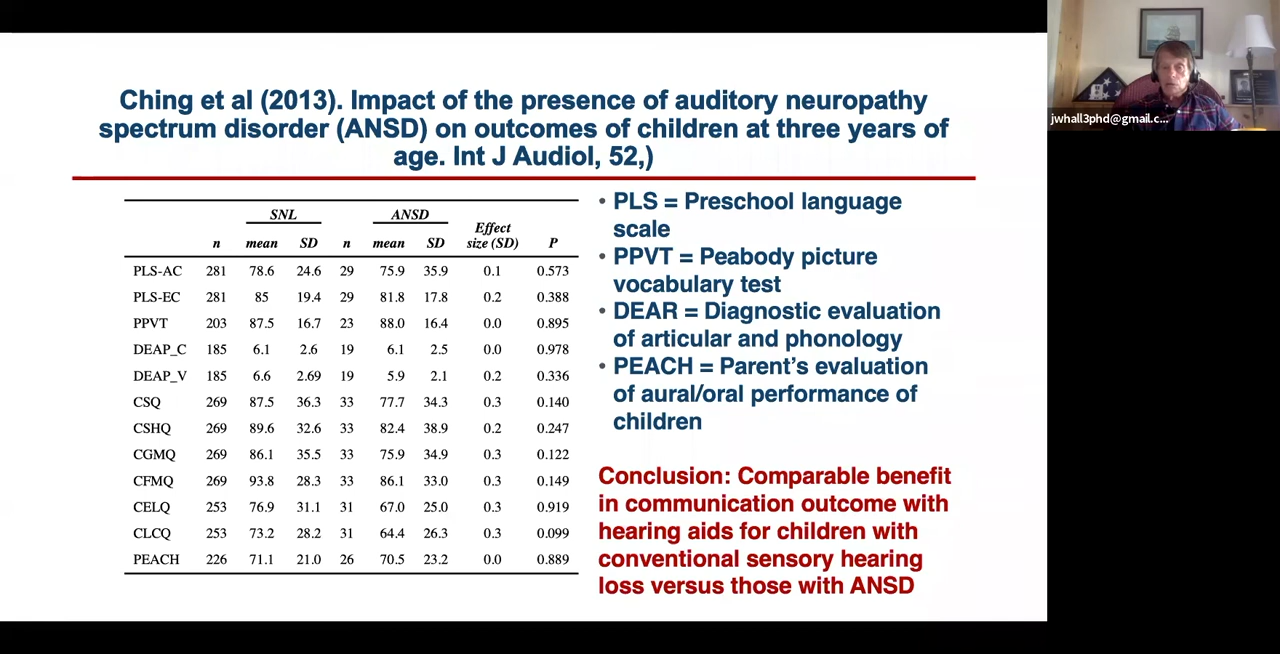 Ching et al (2013). Impact of the presence of auditory neuropathy
spectrum disorder (ANSD) on outcomes of children at three years of
age. Int J Audiol, 52,)
SNL ANSD
Effect
n mean SD n mean SD size (SD) P
PLS-AC 281 78.6 24.6 29 75.9 35.9 0.1 0.573
PLS-EC 281 85 19.4 29 81.8 17.8 0.2 0.388
PPVT 203 87.5 16.7 23 88.0 16.4 0.0 0.895
DEAP_C 185 6.1 2.6 19 6.1 2.5 0.0 0.978
DEAP_V 185 6.6 2.69 19 5.9 2.1 0.2 0.336
CSQ 269 87.5 36.3 33 77.7 34.3 0.3 0.140
CSHQ 269 89.6 32.6 33 82.4 38.9 0.2 0.247
CGMQ 269 86.1 35.5 33 75.9 34.9 0.3 0.122
CFMQ 269 93.8 28.3 33 86.1 33.0 0.3 0.149
CELQ 253 76.9 31.1 31 67.0 25.0 0.3 0.919
CLCQ 253 73.2 28.2 31 64.4 26.3 0.3 0.099
PEACH 226 71.1 21.0 26 70.5 23.2 0.0 0.889
• PLS = Preschool language
scale
• PPVT = Peabody picture
vocabulary test
• DEAR = Diagnostic evaluation
of articular and phonology
• PEACH = Parent's evaluation
of aural/oral performance of
children
Conclusion: Comparable benefit
in communication outcome with
hearing aids for children with
conventional sensory hearing
loss versus those with ANSD
jwhall3phd@gmail.c...